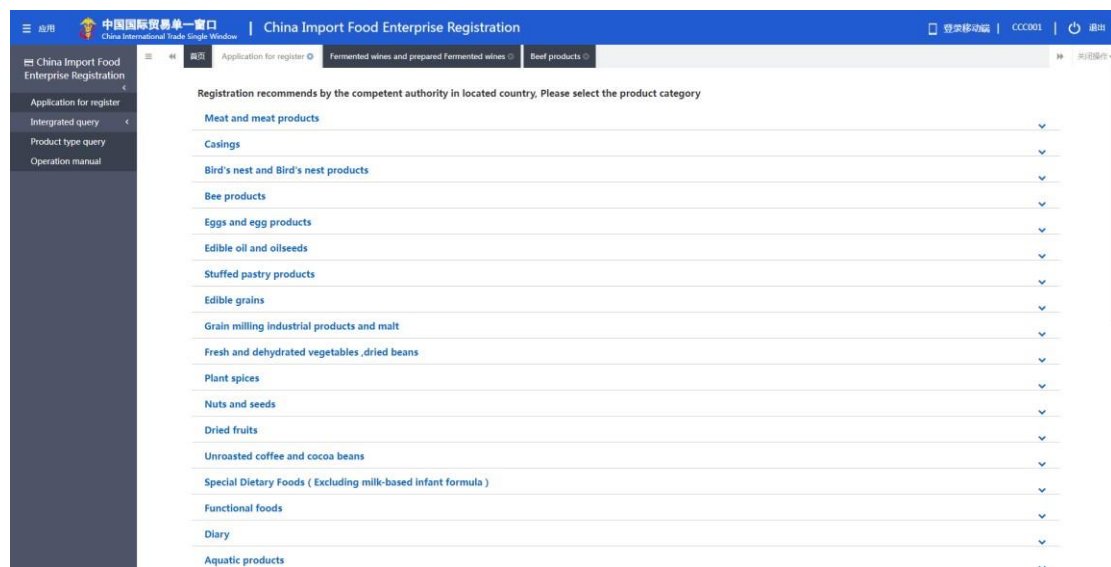 应用
中国国际贸易单一窗口
China International Trade Single Window
| China Import Food Enterprise Registration
登录移动端 | CCC001 | 退出
China Import Food
Enterprise Registration
Application for register
Intergrated query
Product type query
Operation manual
首页 Application for register Fermented wines and prepared Fermented wines Beef products 关闭操作
Registration recommends by the competent authority in located country, Please select the product category
Meat and meat products
Casings
Bird's nest and Bird's nest products
Bee products
Eggs and egg products
Edible oil and oilseeds
Stuffed pastry products
Edible grains
Grain milling industrial products and malt
Fresh and dehydrated vegetables ,dried beans
Plant spices
Nuts and seeds
Dried fruits
Unroasted coffee and cocoa beans
Special Dietary Foods ( Excluding milk-based infant formula )
Functional foods
Diary
Aquatic products